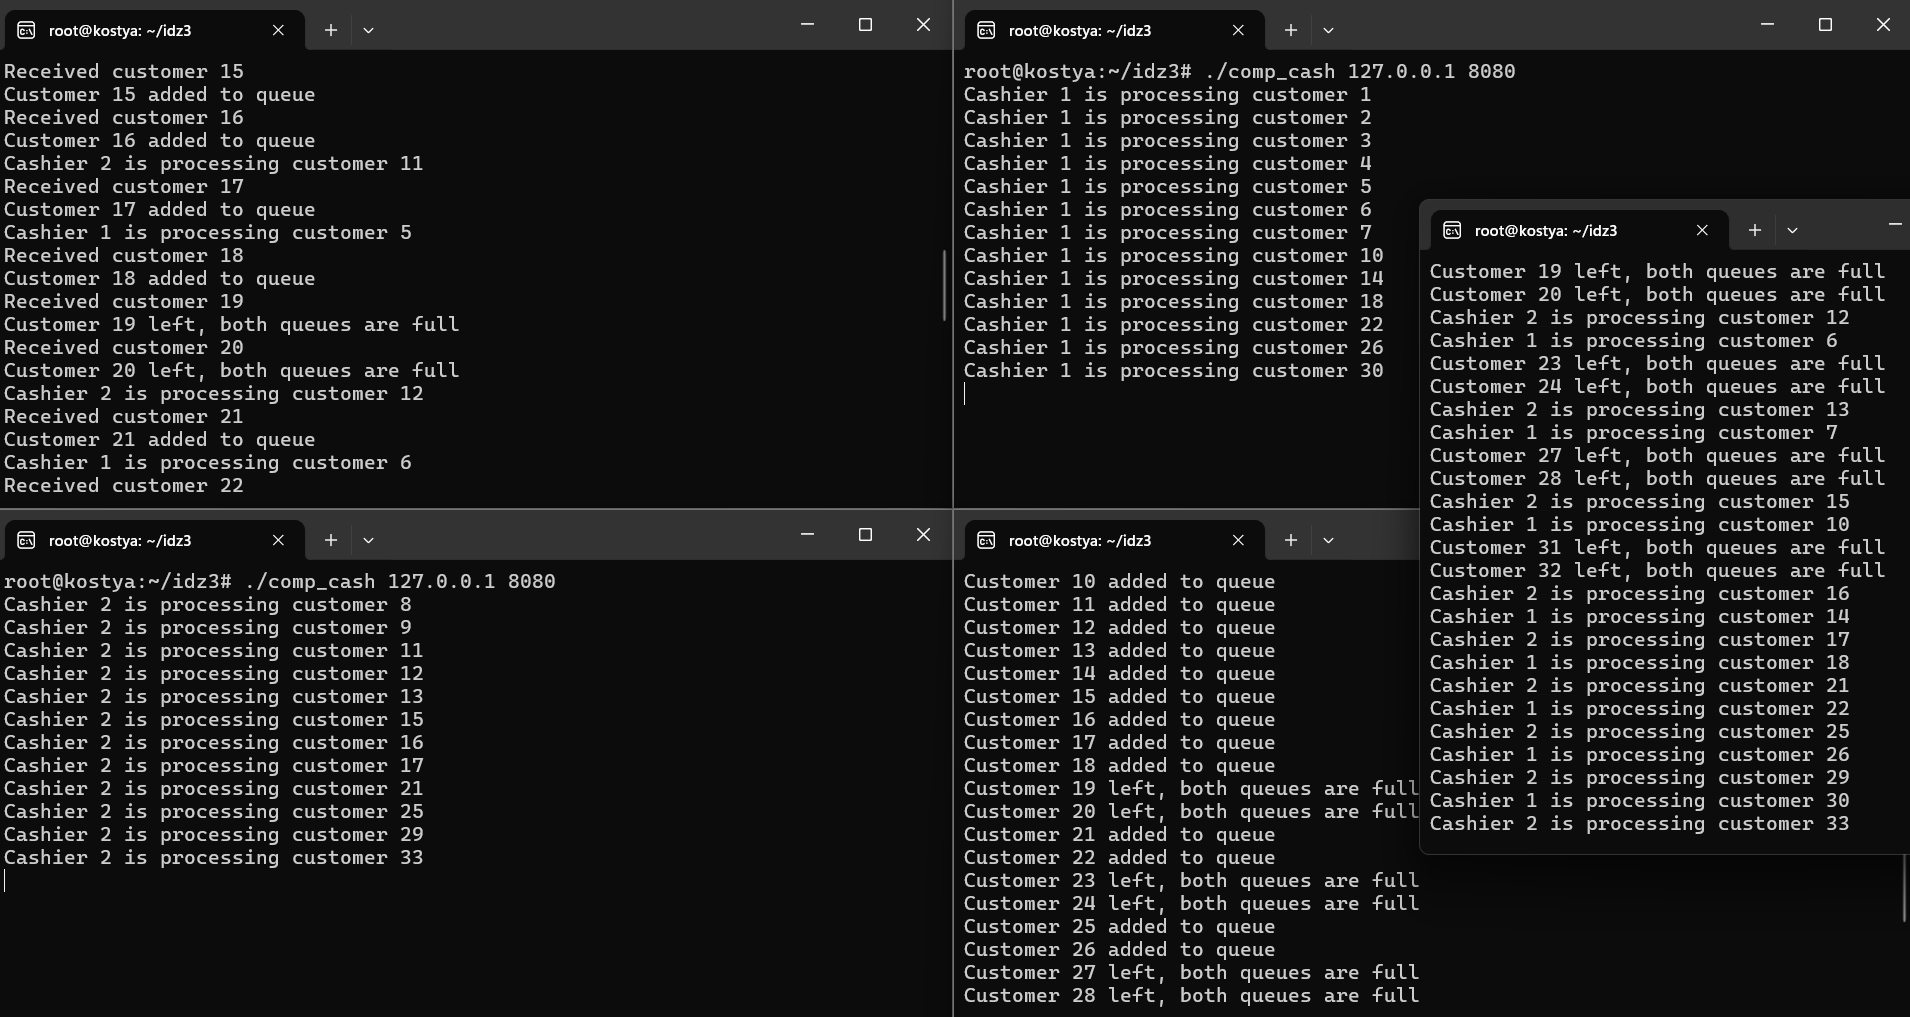 root@kostya: ~/idz3
Received customer 15
Customer 15 added to queue
Received customer 16
Customer 16 added to queue
Cashier 2 is processing customer 11
Received customer 17
Customer 17 added to queue
Cashier 1 is processing customer 5
Received customer 18
Customer 18 added to queue
Received customer 19
Customer 19 left, both queues are full
Received customer 20
Customer 20 left, both queues are full
Cashier 2 is processing customer 12
Received customer 21
Customer 21 added to queue
Cashier 1 is processing customer 6
Received customer 22
root@kostya: ~/idz3
root@kostya:~/idz3# ./comp_cash 127.0.0.1 8080
Cashier 1 is processing customer 1
Cashier 1 is processing customer 2
Cashier 1 is processing customer 3
Cashier 1 is processing customer 4
Cashier 1 is processing customer 5
Cashier 1 is processing customer 6
Cashier 1 is processing customer 7
Cashier 1 is processing customer 10
Cashier 1 is processing customer 14
Cashier 1 is processing customer 18
Cashier 1 is processing customer 22
Cashier 1 is processing customer 26
Cashier 1 is processing customer 30
root@kostya: ~/idz3
Customer 19 left, both queues are full
Customer 20 left, both queues are full
Cashier 2 is processing customer 12
Cashier 1 is processing customer 6
Customer 23 left, both queues are full
Customer 24 left, both queues are full
Cashier 2 is processing customer 13
Cashier 1 is processing customer 7
Customer 27 left, both queues are full
Customer 28 left, both queues are full
Cashier 2 is processing customer 15
Cashier 1 is processing customer 10
Customer 31 left, both queues are full
Customer 32 left, both queues are full
Cashier 2 is processing customer 16
Cashier 1 is processing customer 14
Cashier 2 is processing customer 17
Cashier 1 is processing customer 18
Cashier 2 is processing customer 21
Cashier 1 is processing customer 22
Cashier 2 is processing customer 25
Cashier 1 is processing customer 26
Cashier 2 is processing customer 29
Cashier 1 is processing customer 30
Cashier 2 is processing customer 33
root@kostya: ~/idz3
root@kostya:~/idz3# ./comp_cash 127.0.0.1 8080
Cashier 2 is processing customer 8
Cashier 2 is processing customer 9
Cashier 2 is processing customer 11
Cashier 2 is processing customer 12
Cashier 2 is processing customer 13
Cashier 2 is processing customer 15
Cashier 2 is processing customer 16
Cashier 2 is processing customer 17
Cashier 2 is processing customer 21
Cashier 2 is processing customer 25
Cashier 2 is processing customer 29
Cashier 2 is processing customer 33
root@kostya: ~/idz3
Customer 10 added to queue
Customer 11 added to queue
Customer 12 added to queue
Customer 13 added to queue
Customer 14 added to queue
Customer 15 added to queue
Customer 16 added to queue
Customer 17 added to queue
Customer 18 added to queue
Customer 19 left, both queues are full
Customer 20 left, both queues are full
Customer 21 added to queue
Customer 22 added to queue
Customer 23 left, both queues are full
Customer 24 left, both queues are full
Customer 25 added to queue
Customer 26 added to queue
Customer 27 left, both queues are full
Customer 28 left, both queues are full